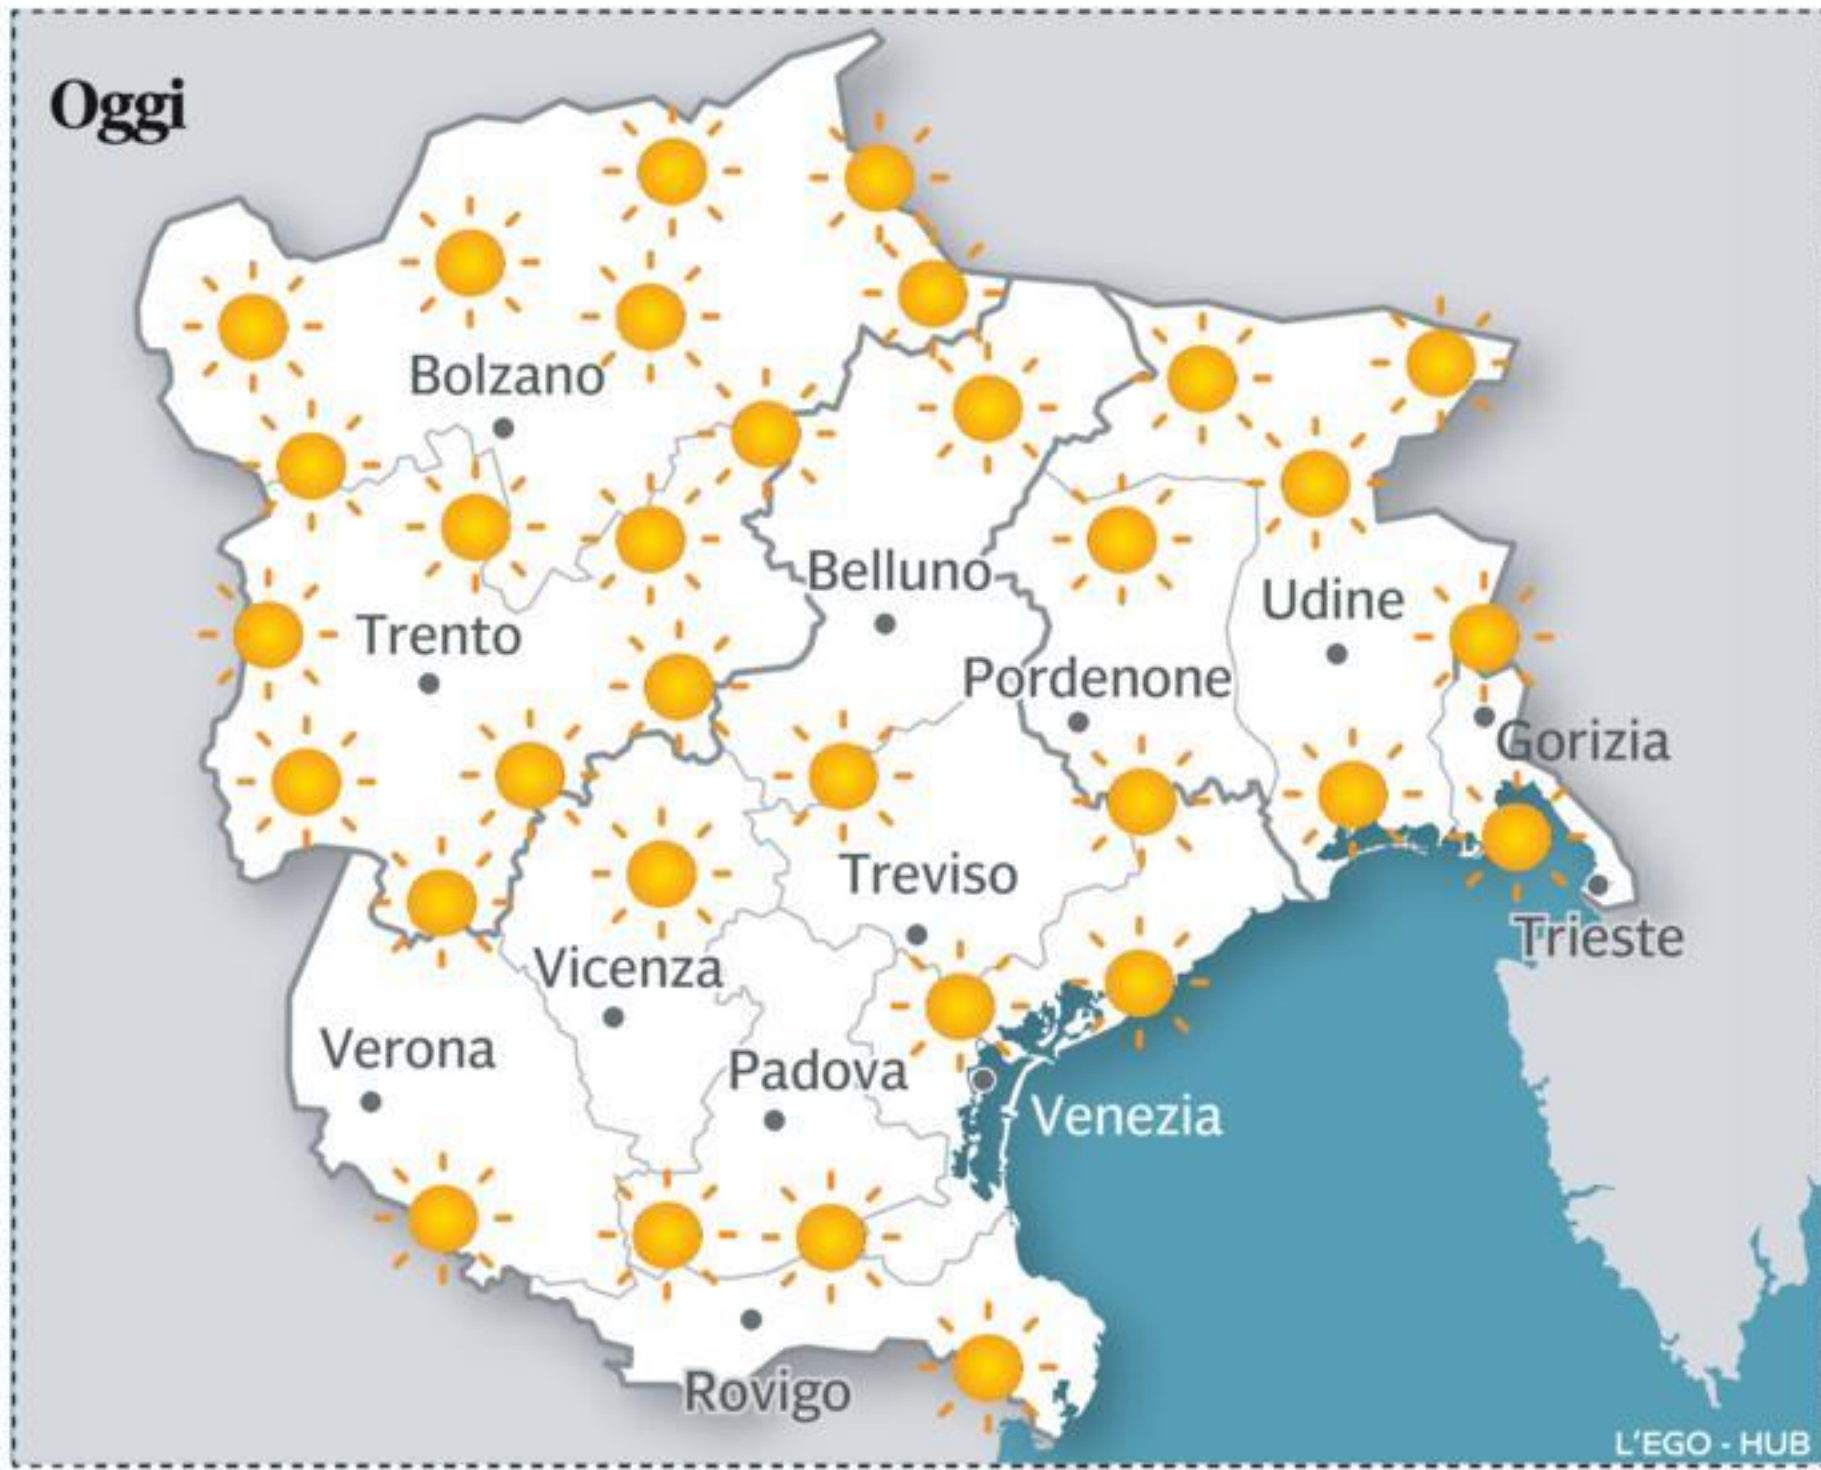 Oggi
Bolzano
Belluno
Udine
Trento
Pordenone
Gorizia
Treviso
Trieste
Vicenza
Verona
Padova
Venezia
Rovigo
L'EGO - HUB